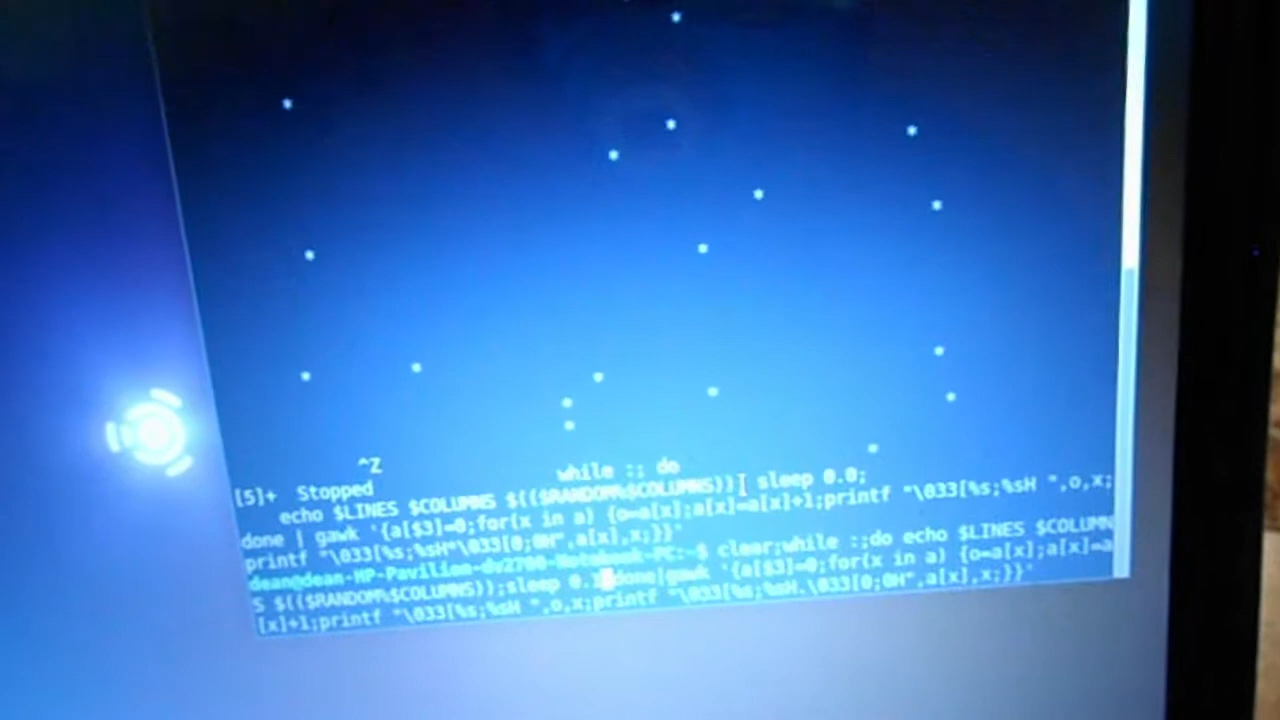 ^Z while :; do
[5]+ Stopped
echo $LINES $COLUMNS $(($RANDOM%$COLUMNS)) sleep 0.0;
done | gawk '{a[$3]=0;for(x in a) {o=a[x];a[x]=a[x]+1;printf "\033[%s;%sH ",o,x;
printf "\033[%s;%sH*\033[0;0H",a[x],x;}}'
dean@dean-HP-Pavilion-dv2700-Notebook-PC:~$ clear;while :;do echo $LINES $COLUMN
S $(($RANDOM%$COLUMNS));sleep 0. done|gawk '{a[$3]=0;for(x in a) {o=a[x];a[x]=a
[x]+1;printf "\033[%s;%sH ",o,x;printf "\033[%s;%sH.\033[0;0H",a[x],x;}}'